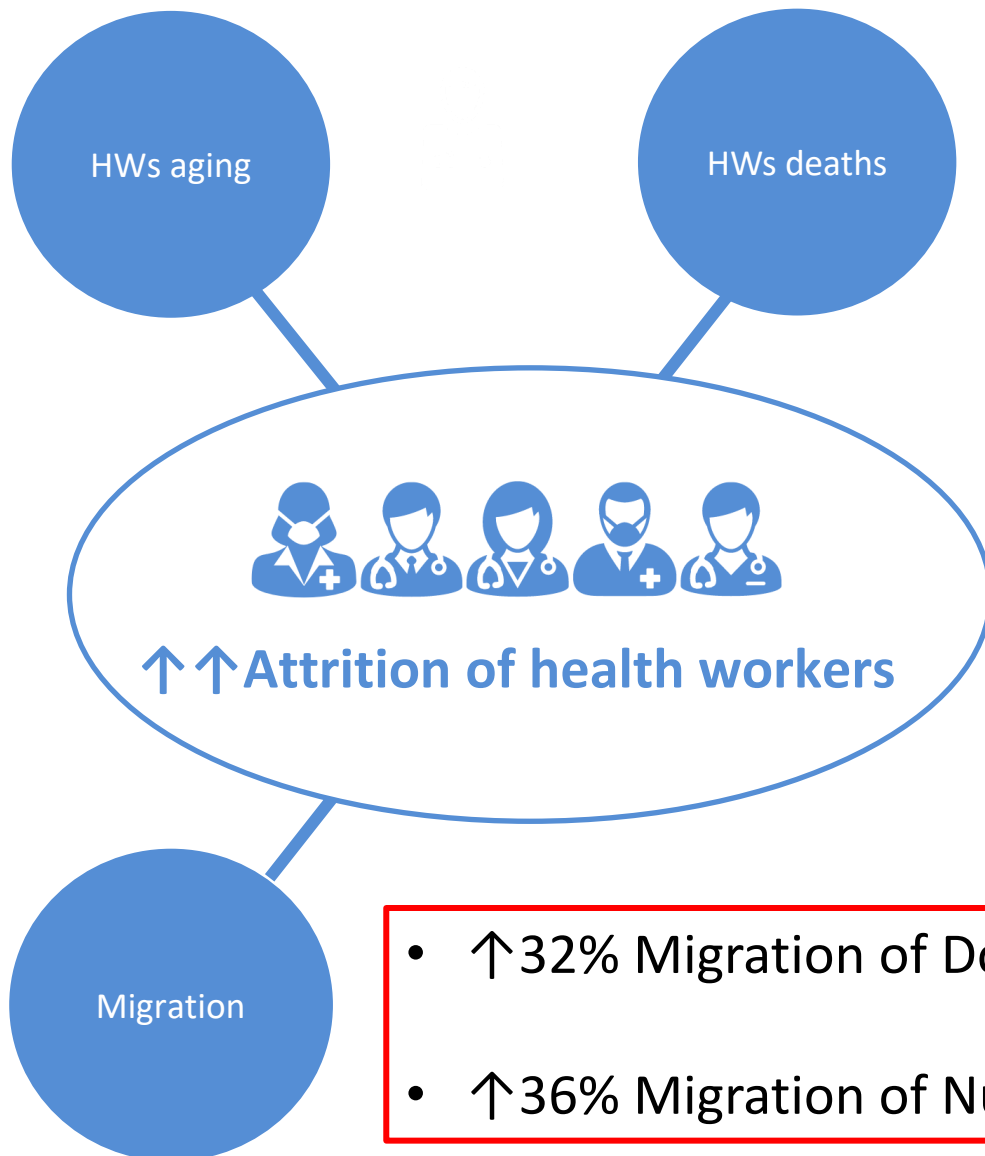 HWs aging
HWs deaths
↑↑Attrition of health workers
Migration
• ↑32% Migration of
• ↑36% Migration of